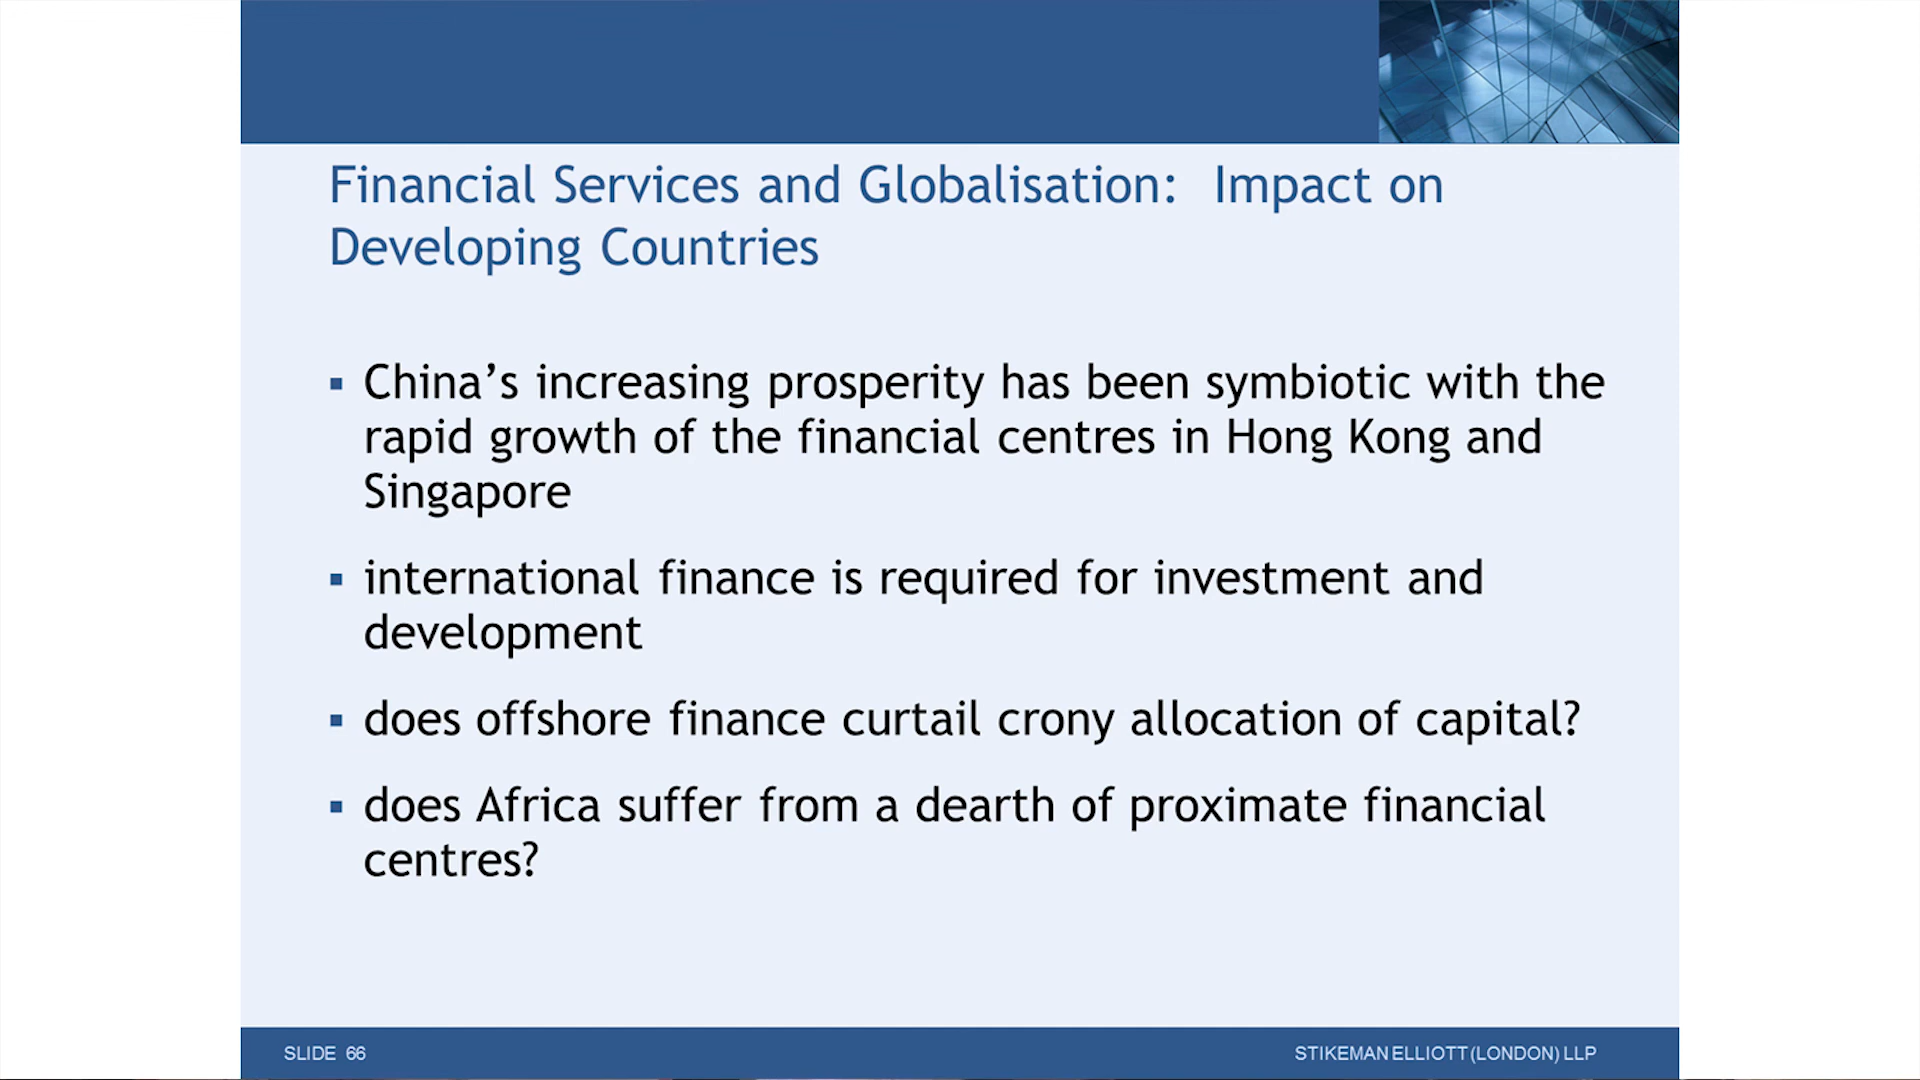 Financial Services and Globalisation: Impact on
Developing Countries
▪ China’s increasing prosperity has been symbiotic with the
rapid growth of the financial centres in Hong Kong and
Singapore
▪ international finance is required for investment and
development
▪ does offshore finance curtail crony allocation of capital?
▪ does Africa suffer from a dearth of proximate financial
centres?
SLIDE 66
STIKEMAN ELLIOTT (LONDON) LLP